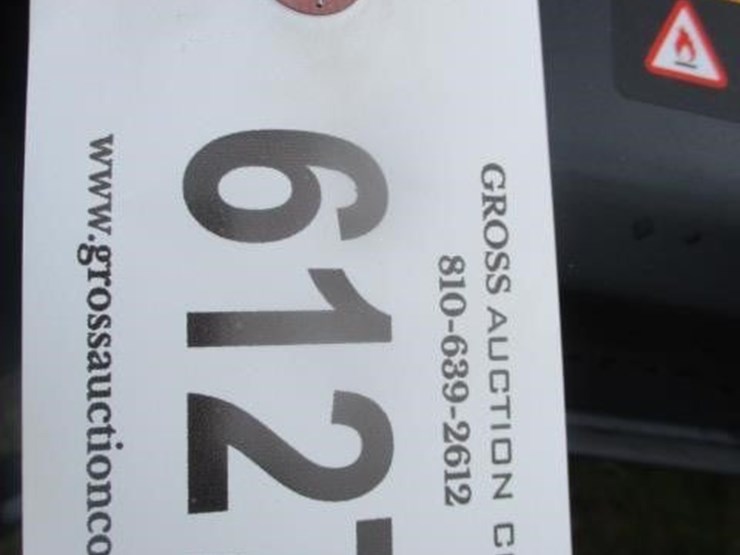 GROSS AUCTION C
810-639-2612
612
www.grossauctionco